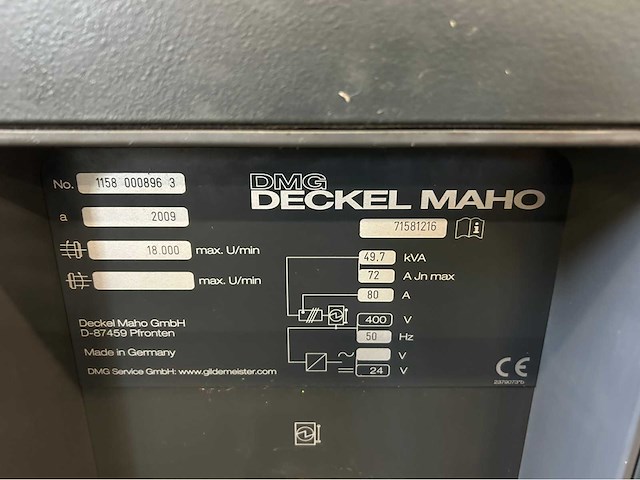 No. 1158 000896 3
DMG
DECKEL MAHO
a 2009
71581216
18.000 max. U/min
max. U/min
49.7 kVA
72 A Jn max
80 A
400 V
50 Hz
V
24 V
Deckel Maho GmbH
D-87459 Pfronten
Made in Germany
DMG Service GmbH: www.gildemeister.com
CE